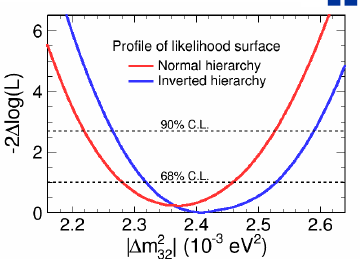 Profile of likelihood surface
Normal hierarchy
Inverted hierarchy
90% C.L.
68% C.L.
-2Δlog(L)
6
4
2
0
2.2 2.3 2.4 2.5 2.6
|Δm²₃₂| (10⁻³ eV²)